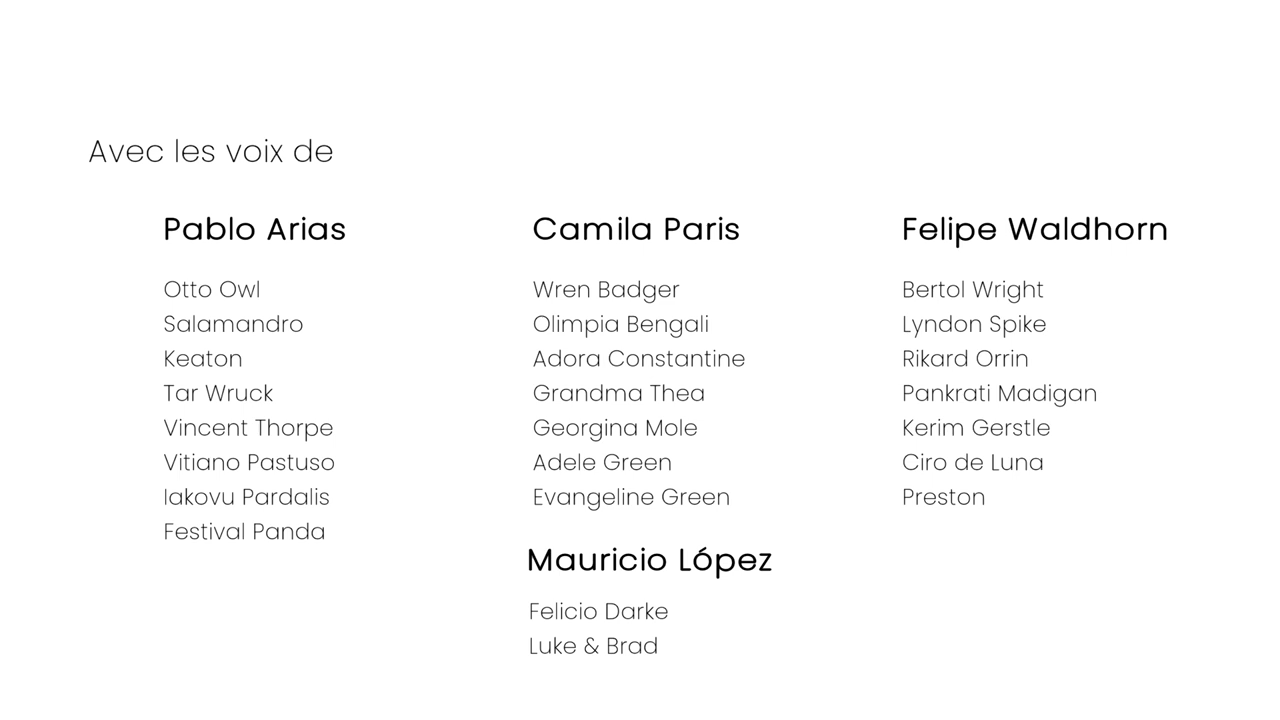 Avec les voix de
Pablo Arias
Otto Owl
Salamandro
Keaton
Tar Wruck
Vincent Thorpe
Vitiano Pastuso
Iakovu Pardalis
Festival Panda
Camila Paris
Wren Badger
Olimpia Bengali
Adora Constantine
Grandma Thea
Georgina Mole
Adele Green
Evangeline Green
Mauricio López
Felicio Darke
Luke & Brad
Felipe Waldhorn
Bertol Wright
Lyndon Spike
Rikard Orrin
Pankrati Madigan
Kerim Gerstle
Ciro de Luna
Preston